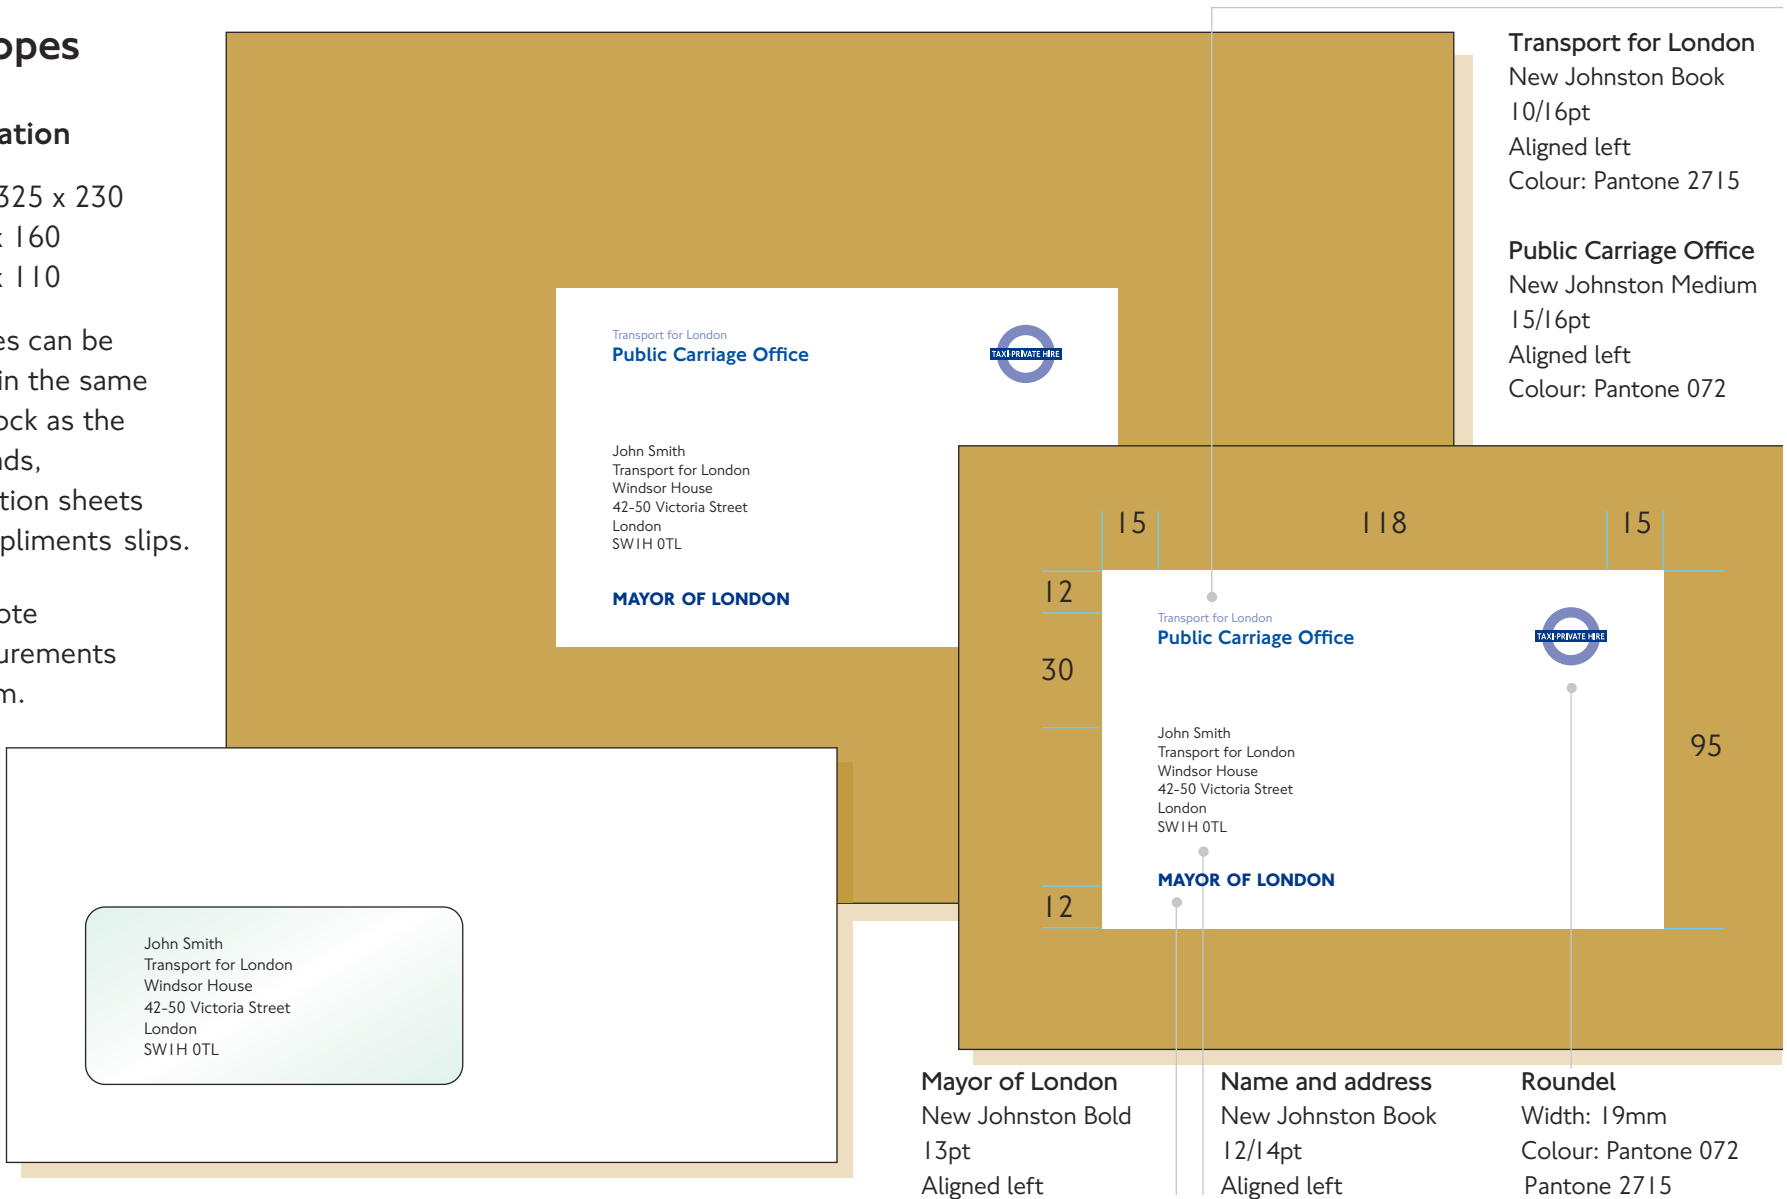 opes
ation
325 x 230
x 160
x 110
es can be
in the same
ock as the
ads,
tion sheets
pliments slips.
ote
urements
m.
Transport for London
Public Carriage Office
TAXI·PRIVATE HIRE
John Smith
Transport for London
Windsor House
42-50 Victoria Street
London
SW1H 0TL
MAYOR OF LONDON
Transport for London
New Johnston Book
10/16pt
Aligned left
Colour: Pantone 2715
Public Carriage Office
New Johnston Medium
15/16pt
Aligned left
Colour: Pantone 072
15
118
15
12
30
95
12
Transport for London
Public Carriage Office
TAXI·PRIVATE HIRE
John Smith
Transport for London
Windsor House
42-50 Victoria Street
London
SW1H 0TL
MAYOR OF LONDON
John Smith
Transport for London
Windsor House
42-50 Victoria Street
London
SW1H 0TL
Mayor of London
New Johnston Bold
13pt
Aligned left
Name and address
New Johnston Book
12/14pt
Aligned left
Roundel
Width: 19mm
Colour: Pantone 072
Pantone 2715